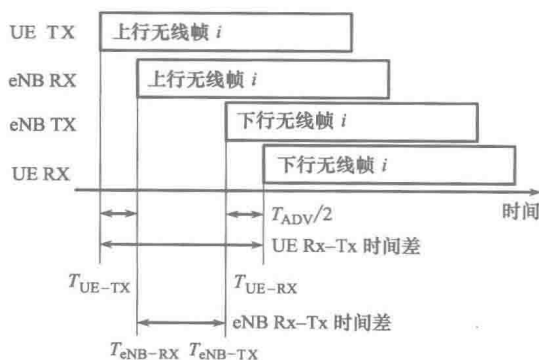 UE TX
上行无线帧 i
eNB RX
上行无线帧 i
eNB TX
下行无线帧 i
UE RX
下行无线帧 i
时间
T_ADV/2
UE Rx-Tx 时间差
T_UE-TX
T_UE-RX
eNB Rx-Tx 时间差
T_eNB-RX T_eNB-TX